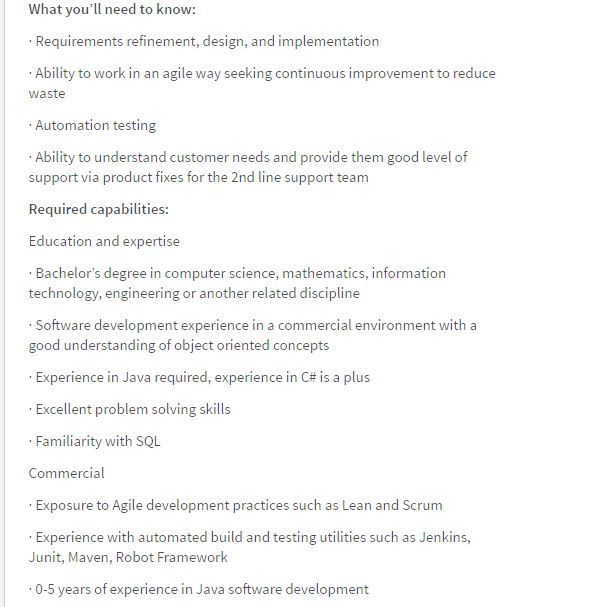 What you’ll need to know:
· Requirements refinement, design, and implementation
· Ability to work in an agile way seeking continuous improvement to reduce
waste
· Automation testing
· Ability to understand customer needs and provide them good level of
support via product fixes for the 2nd line support team
Required capabilities:
Education and expertise
· Bachelor’s degree in computer science, mathematics, information
technology, engineering or another related discipline
· Software development experience in a commercial environment with a
good understanding of object oriented concepts
· Experience in Java required, experience in C# is a plus
· Excellent problem solving skills
· Familiarity with SQL
Commercial
· Exposure to Agile development practices such as Lean and Scrum
· Experience with automated build and testing utilities such as Jenkins,
Junit, Maven, Robot Framework
· 0-5 years of experience in Java software development